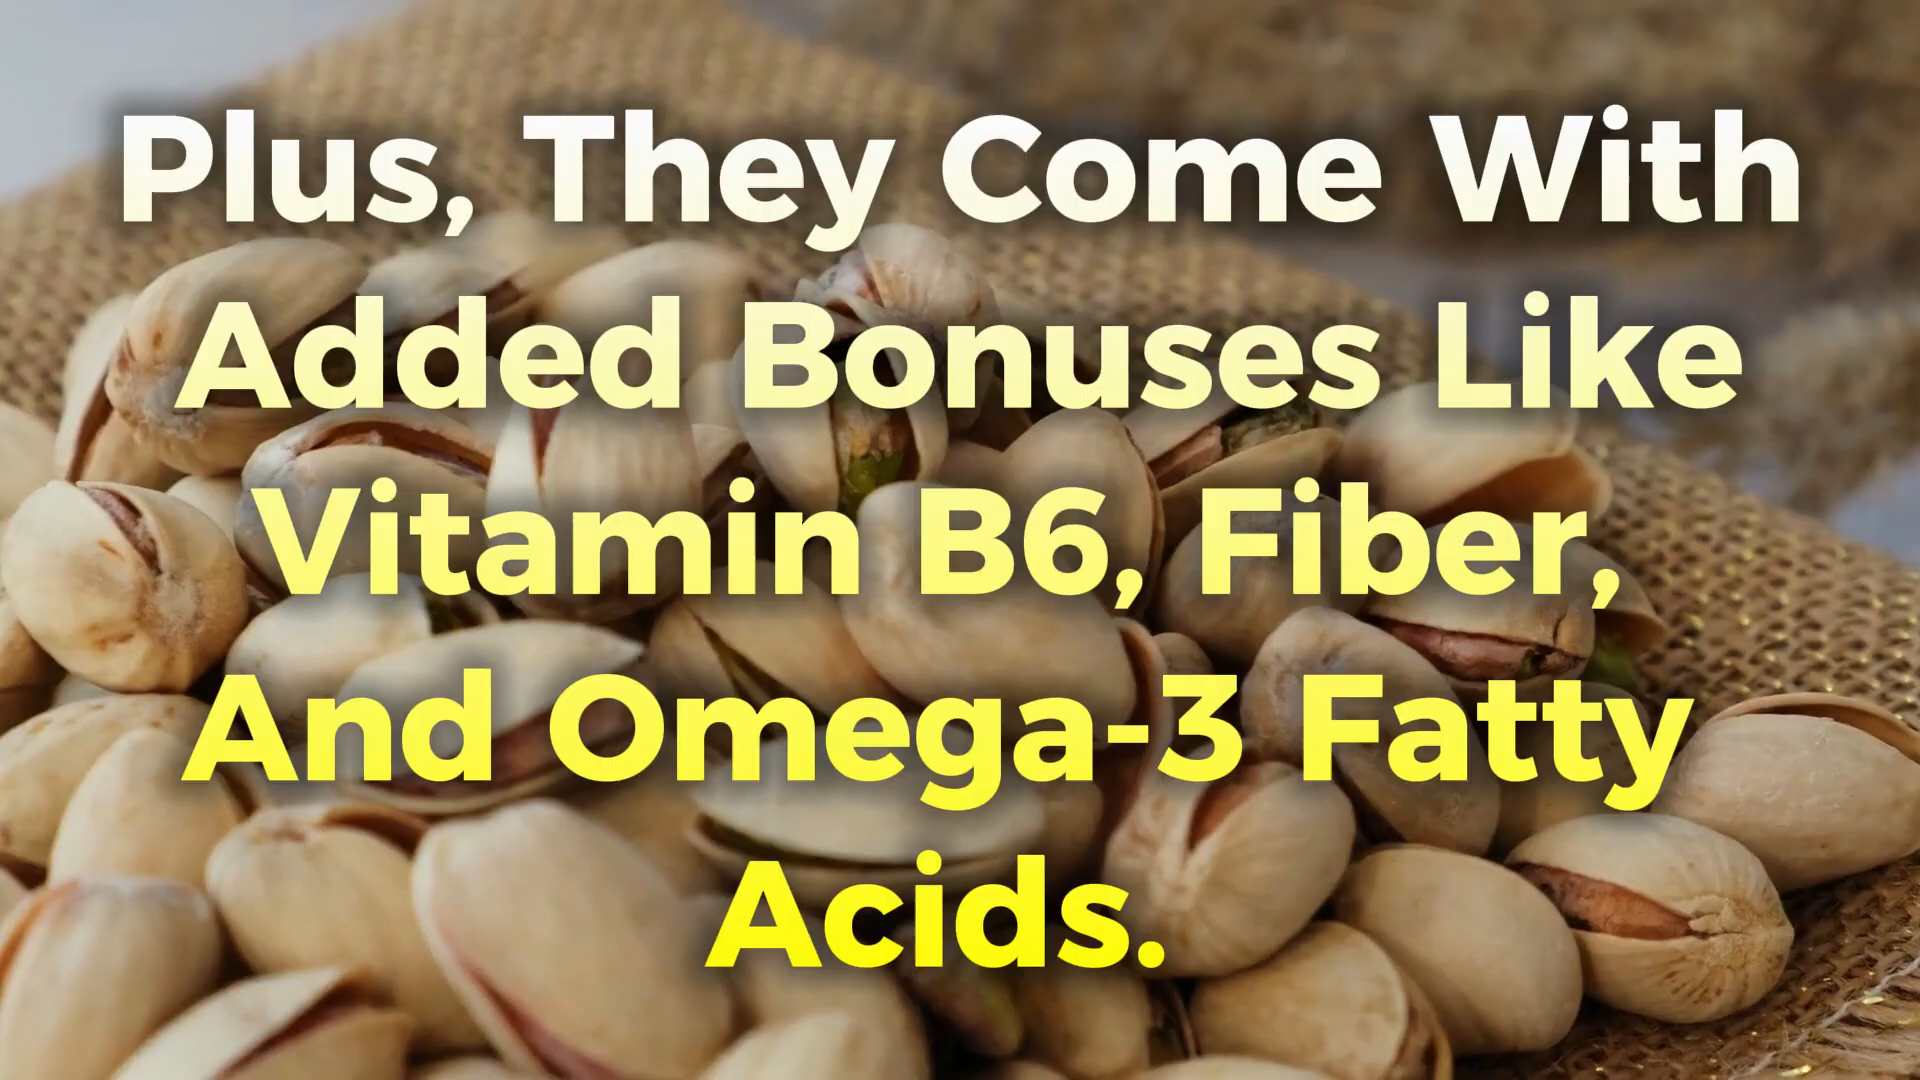 Plus, They Come With
Added Bonuses Like
Vitamin B6, Fiber,
And Omega-3 Fatty
Acids.